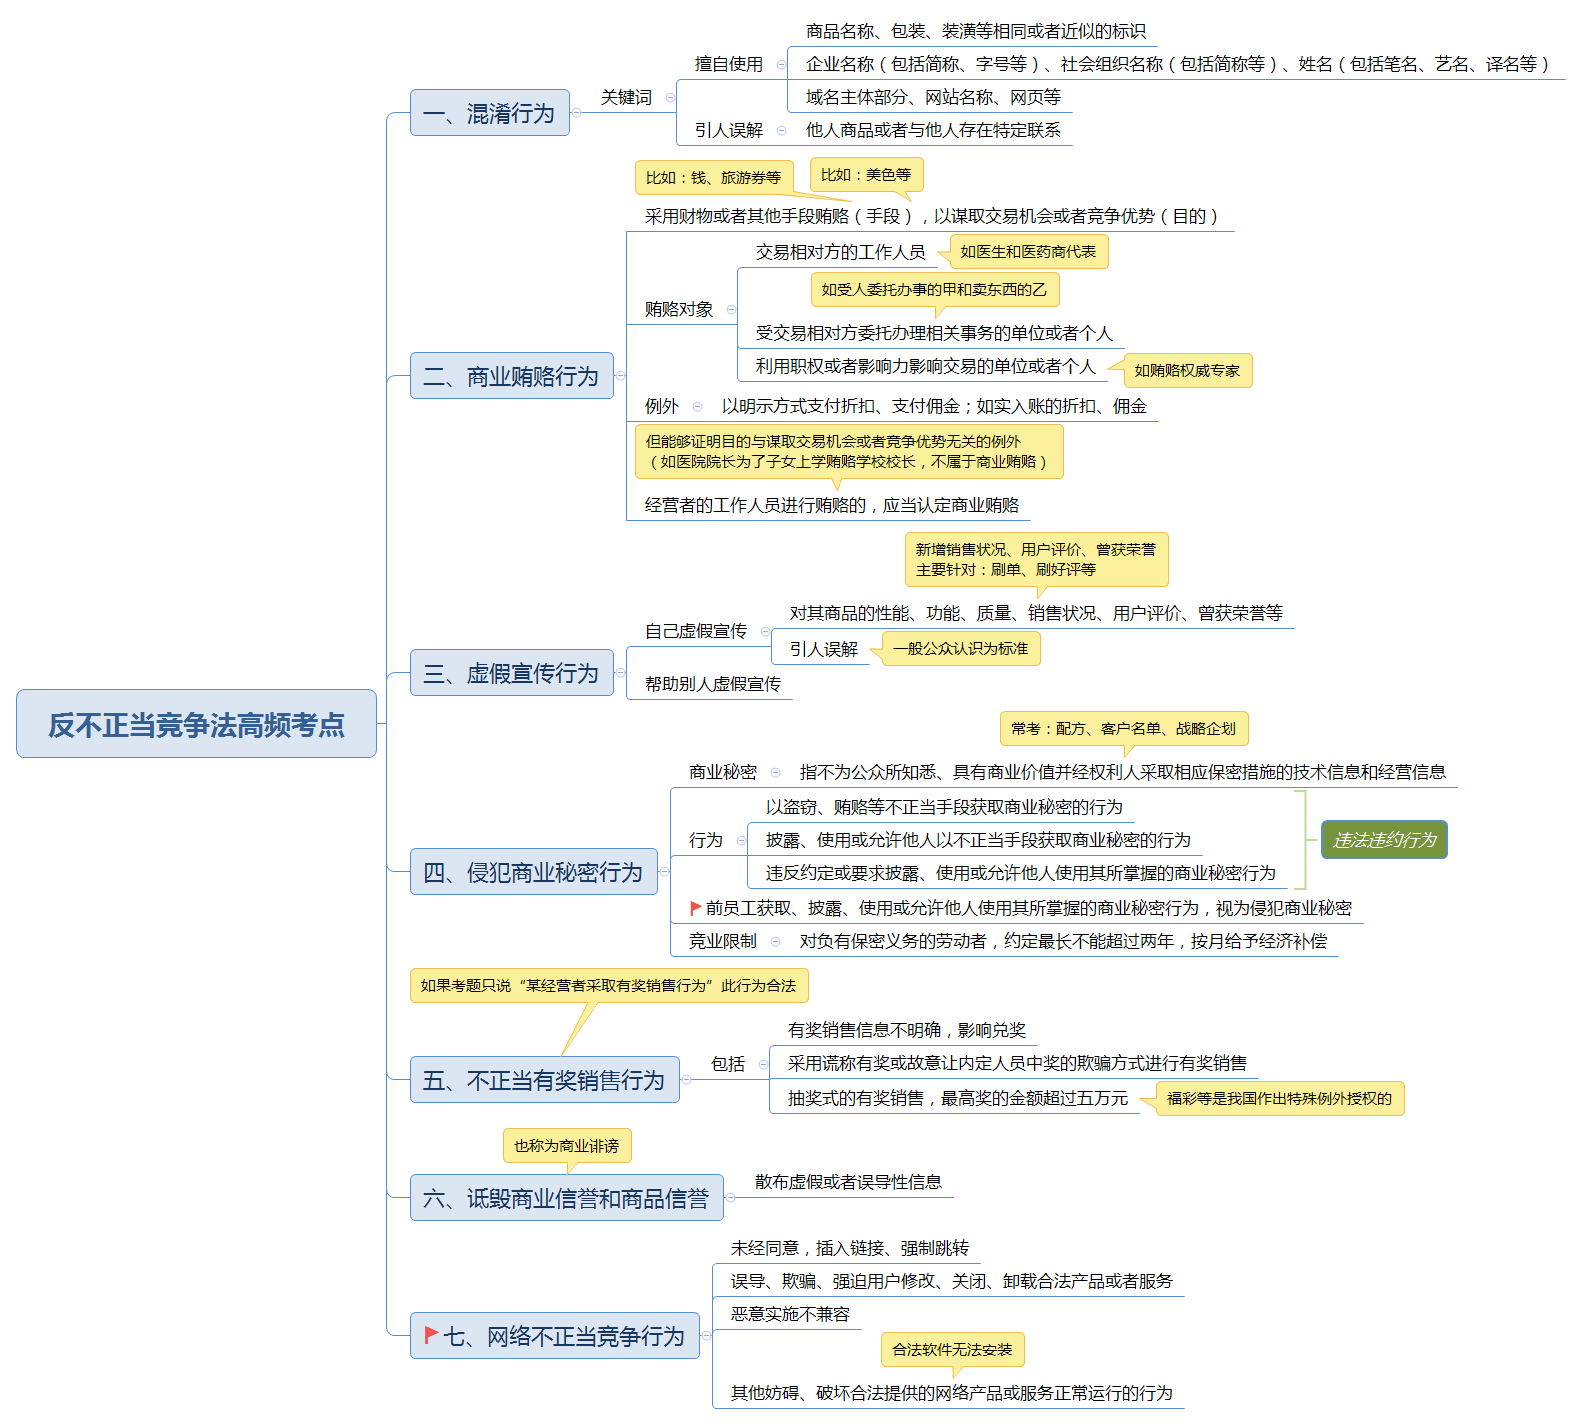 反不正当竞争法高频考点
一、混淆行为
关键词
擅自使用
商品名称、包装、装潢等相同或者近似的标识
企业名称（包括简称、字号等）、社会组织名称（包括简称等）、姓名（包括笔名、艺名、译名等）
域名主体部分、网站名称、网页等
引人误解
他人商品或者与他人存在特定联系
二、商业贿赂行为
比如：钱、旅游券等
比如：美色等
采用财物或者其他手段贿赂（手段），以谋取交易机会或者竞争优势（目的）
贿赂对象
交易相对方的工作人员
如医生和医药商代表
如受人委托办事的甲和卖东西的乙
受交易相对方委托办理相关事务的单位或者个人
利用职权或者影响力影响交易的单位或者个人
如贿赂权威专家
例外
以明示方式支付折扣、支付佣金；如实入账的折扣、佣金
但能够证明目的与谋取交易机会或者竞争优势无关的例外
（如医院院长为了子女上学贿赂学校校长，不属于商业贿赂）
经营者的工作人员进行贿赂的，应当认定商业贿赂
三、虚假宣传行为
自己虚假宣传
新增销售状况、用户评价、曾获荣誉
主要针对：刷单、刷好评等
对其商品的性能、功能、质量、销售状况、用户评价、曾获荣誉等
引人误解
一般公众认识为标准
帮助别人虚假宣传
四、侵犯商业秘密行为
常考：配方、客户名单、战略企划
商业秘密
指不为公众所知悉、具有商业价值并经权利人采取相应保密措施的技术信息和经营信息
行为
以盗窃、贿赂等不正当手段获取商业秘密的行为
披露、使用或允许他人以不正当手段获取商业秘密的行为
违反约定或要求披露、使用或允许他人使用其所掌握的商业秘密行为
违法违约行为
前员工获取、披露、使用或允许他人使用其所掌握的商业秘密行为，视为侵犯商业秘密
竞业限制
对负有保密义务的劳动者，约定最长不能超过两年，按月给予经济补偿
如果考题只说“某经营者采取有奖销售行为”此行为合法
五、不正当有奖销售行为
包括
有奖销售信息不明确，影响兑奖
采用谎称有奖或故意让内定人员中奖的欺骗方式进行有奖销售
抽奖式的有奖销售，最高奖的金额超过五万元
福彩等是我国作出特殊例外授权的
也称为商业诽谤
六、诋毁商业信誉和商品信誉
散布虚假或者误导性信息
七、网络不正当竞争行为
未经同意，插入链接、强制跳转
误导、欺骗、强迫用户修改、关闭、卸载合法产品或者服务
恶意实施不兼容
合法软件无法安装
其他妨碍、破坏合法提供的网络产品或服务正常运行的行为